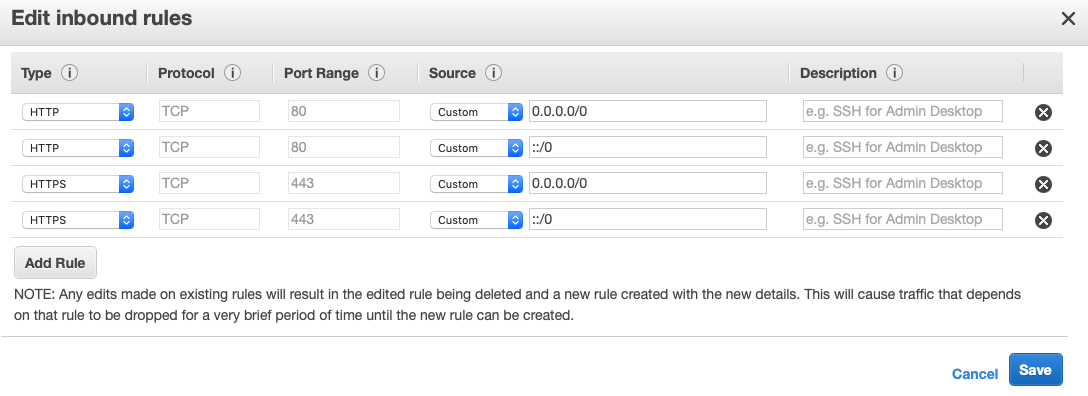 Edit inbound rules
Type Protocol Port Range Source Description
HTTP TCP 80 Custom 0.0.0.0/0 e.g. SSH for Admin Desktop
HTTP TCP 80 Custom ::/0 e.g. SSH for Admin Desktop
HTTPS TCP 443 Custom 0.0.0.0/0 e.g. SSH for Admin Desktop
HTTPS TCP 443 Custom ::/0 e.g. SSH for Admin Desktop
Add Rule
NOTE: Any edits made on existing rules will result in the edited rule being deleted and a new rule created with the new details. This will cause traffic that depends
on that rule to be dropped for a very brief period of time until the new rule can be created.
Cancel Save